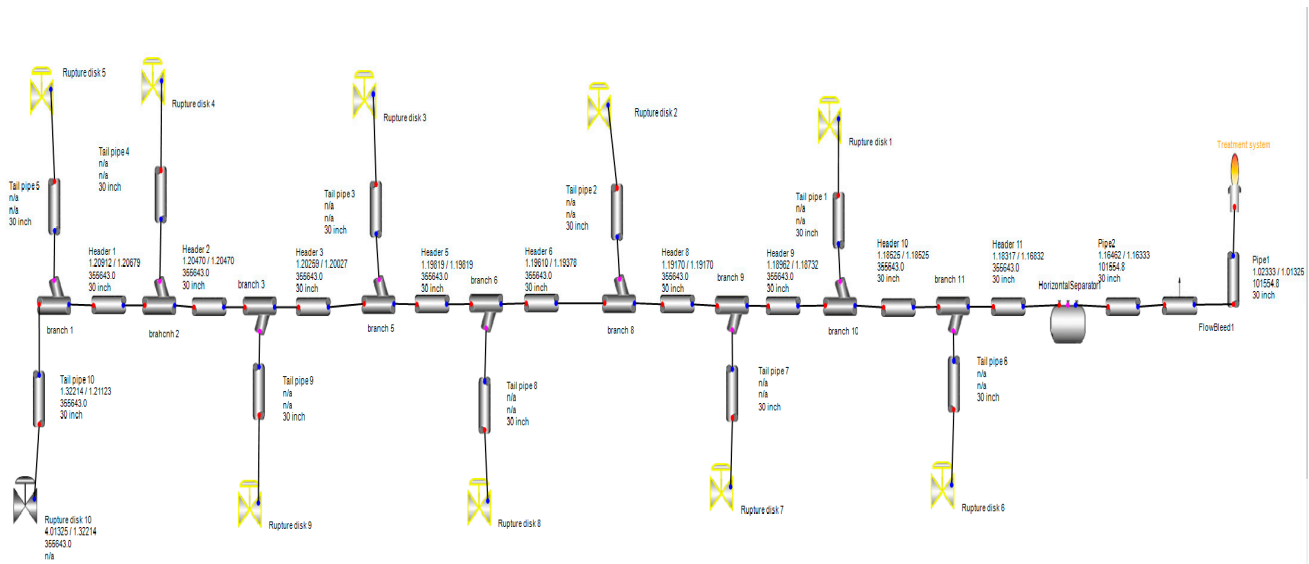 Rupture disk 5
Rupture disk 4
Rupture disk 3
Rupture disk 2
Rupture disk 1
Treatment system
Tail pipe 5
n/a
n/a
30 inch
Tail pipe 4
n/a
n/a
30 inch
Tail pipe 3
n/a
n/a
30 inch
Tail pipe 2
n/a
n/a
30 inch
Tail pipe 1
n/a
n/a
30 inch
Header 1
1.20912 / 1.20679
355643.0
30 inch
Header 2
1.20470 / 1.20470
355643.0
30 inch
branch 3
Header 3
1.20259 / 1.20027
355643.0
30 inch
Header 5
1.19819 / 1.19819
355643.0
30 inch
branch 6
Header 6
1.19610 / 1.19378
355643.0
30 inch
Header 8
1.19170 / 1.19170
355643.0
30 inch
branch 9
Header 9
1.18962 / 1.18732
355643.0
30 inch
Header 10
1.18525 / 1.18525
355643.0
30 inch
branch 11
Header 11
1.18317 / 1.16832
355643.0
30 inch
HorizontalSeparator1
Pipe2
1.16462 / 1.16333
101554.8
30 inch
Pipe1
1.02333 / 1.01325
101554.8
30 inch
branch 1
brahcnh 2
branch 5
branch 8
branch 10
FlowBleed1
Tail pipe 10
1.32214 / 1.21123
355643.0
30 inch
Tail pipe 9
n/a
n/a
30 inch
Tail pipe 8
n/a
n/a
30 inch
Tail pipe 7
n/a
n/a
30 inch
Tail pipe 6
n/a
n/a
30 inch
Rupture disk 10
4.01325 / 1.32214
355643.0
n/a
Rupture disk 9
Rupture disk 8
Rupture disk 7
Rupture disk 6